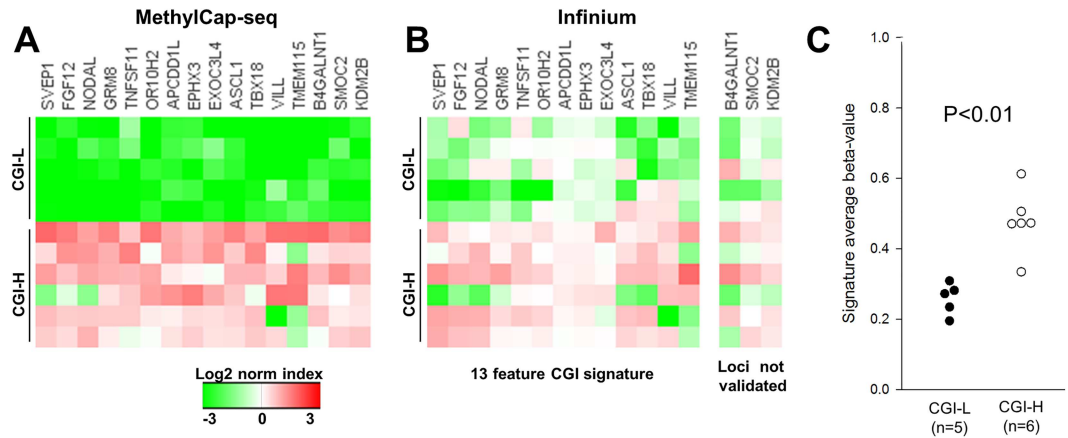 A
MethylCap-seq
SVEP1
FGF12
NODAL
GRM8
TNFSF11
OR10H2
APCDD1L
EPHX3
EXOC3L4
ASCL1
TBX18
VILL
TMEM115
B4GALNT1
SMOC2
KDM2B
CGI-L
CGI-H
Log2 norm index
-3 0 3
B
Infinium
SVEP1
FGF12
NODAL
GRM8
TNFSF11
OR10H2
APCDD1L
EPHX3
EXOC3L4
ASCL1
TBX18
VILL
TMEM115
B4GALNT1
SMOC2
KDM2B
CGI-L
CGI-H
13 feature CGI signature
Loci not
validated
C
Signature average beta-value
1.0
0.8
0.6
0.4
0.2
0.0
P<0.01
CGI-L CGI-H
(n=5) (n=6)